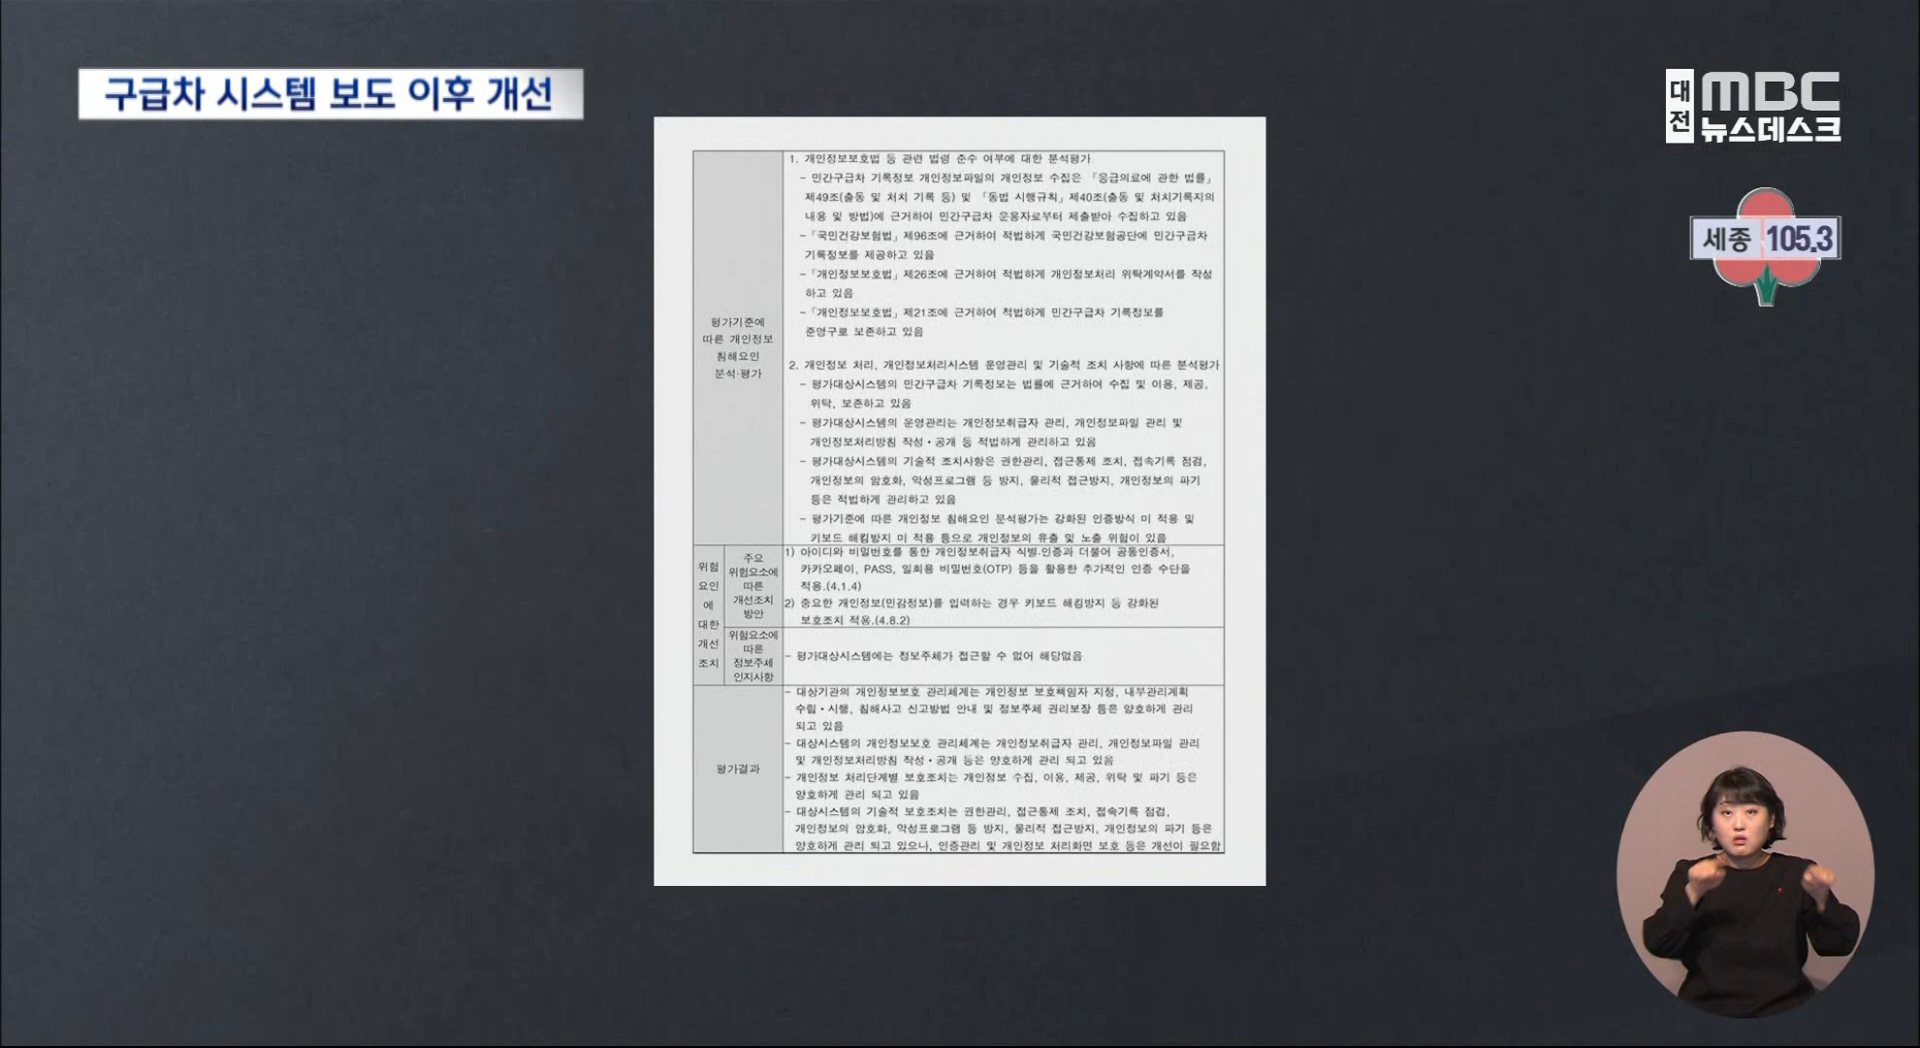 구급차 시스템 보도 이후 개선
대전
MBC
뉴스데스크
세종 105.3
평가기준에
따른 개인정보
침해요인
분석·평가
1. 개인정보보호법 등 관련 법령 준수 여부에 대한 분석평가
- 민간구급차 기록정보 개인정보파일의 개인정보 수집은 「응급의료에 관한 법률」
제49조(출동 및 처치 기록 등) 및 「동법 시행규칙」제40조(출동 및 처치기록지의
내용 및 방법)에 근거하여 민간구급차 운용자로부터 제출받아 수집하고 있음
-「국민건강보험법」제96조에 근거하여 적법하게 국민건강보험공단에 민간구급차
기록정보를 제공하고 있음
-「개인정보보호법」제26조에 근거하여 적법하게 개인정보처리 위탁계약서를 작성
하고 있음
-「개인정보보호법」제21조에 근거하여 적법하게 민간구급차 기록정보를
준영구로 보존하고 있음
2. 개인정보 처리, 개인정보처리시스템 운영관리 및 기술적 조치 사항에 따른 분석평가
- 평가대상시스템의 민간구급차 기록정보는 법률에 근거하여 수집 및 이용, 제공,
위탁, 보존하고 있음
- 평가대상시스템의 운영관리는 개인정보취급자 관리, 개인정보파일 관리 및
개인정보처리방침 작성·공개 등 적법하게 관리하고 있음
- 평가대상시스템의 기술적 조치사항은 권한관리, 접근통제 조치, 접속기록 점검,
개인정보의 암호화, 악성프로그램 등 방지, 물리적 접근방지, 개인정보의 파기
등은 적법하게 관리하고 있음
- 평가기준에 따른 개인정보 침해요인 분석평가는 강화된 인증방식 미 적용 및
키보드 해킹방지 미 적용 등으로 개인정보의 유출 및 노출 위험이 있음
위험
요인
에
대한
개선
조치
주요
위험요소에
따른
개선조치
방안
1) 아이디와 비밀번호를 통한 개인정보취급자 식별·인증과 더불어 공동인증서,
카카오페이, PASS, 일회용 비밀번호(OTP) 등을 활용한 추가적인 인증 수단을
적용.(4.1.4)
2) 중요한 개인정보(민감정보)를 입력하는 경우 키보드 해킹방지 등 강화된
보호조치 적용.(4.8.2)
위험요소에
따른
정보주체
인지사항
- 평가대상시스템에는 정보주체가 접근할 수 없어 해당없음
평가결과
- 대상기관의 개인정보보호 관리체계는 개인정보 보호책임자 지정, 내부관리계획
수립·시행, 침해사고 신고방법 안내 및 정보주체 권리보장 등은 양호하게 관리
되고 있음
- 대상시스템의 개인정보보호 관리체계는 개인정보취급자 관리, 개인정보파일 관리
및 개인정보처리방침 작성·공개 등은 양호하게 관리 되고 있음
- 개인정보 처리단계별 보호조치는 개인정보 수집, 이용, 제공, 위탁 및 파기 등은
양호하게 관리 되고 있음
- 대상시스템의 기술적 보호조치는 권한관리, 접근통제 조치, 접속기록 점검,
개인정보의 암호화, 악성프로그램 등 방지, 물리적 접근방지, 개인정보의 파기 등은
양호하게 관리 되고 있으나, 인증관리 및 개인정보 처리화면 보호 등은 개선이 필요함